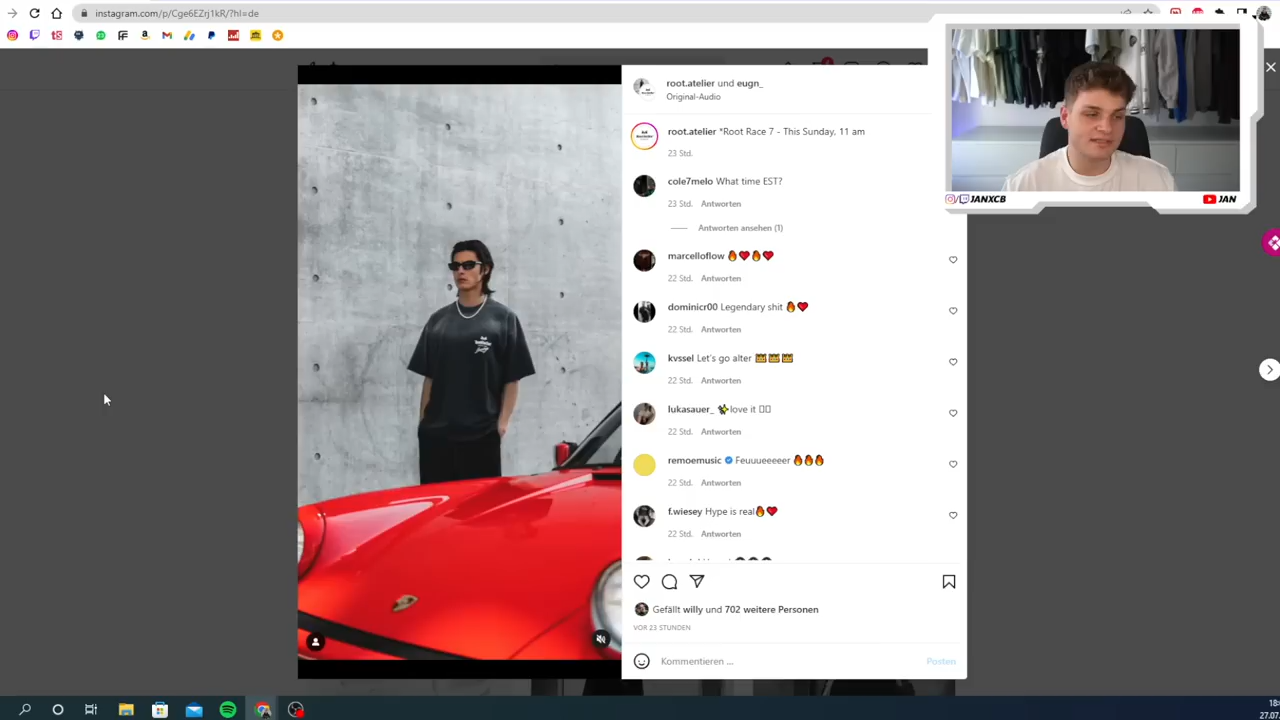 instagram.com/p/Cge6EZrj1kR/?hl=de
root.atelier und eugn_
Original-Audio
root.atelier *Root Race 7 - This Sunday, 11 am
23 Std.
cole7melo What time EST?
23 Std. Antworten
Antworten ansehen (1)
marcelloflow 🔥❤️🔥❤️
22 Std. Antworten
dominicr00 Legendary shit 🔥❤️
22 Std. Antworten
kvssel Let's go alter
22 Std. Antworten
lukasauer_ ✨love it
22 Std. Antworten
remoemusic Feuuueeeeer 🔥🔥🔥
22 Std. Antworten
f.wiesey Hype is real🔥❤️
22 Std. Antworten
Gefällt willy und 702 weitere Personen
VOR 23 STUNDEN
Kommentieren ...
Posten
/ JANXCB
JAN
18:
27.07